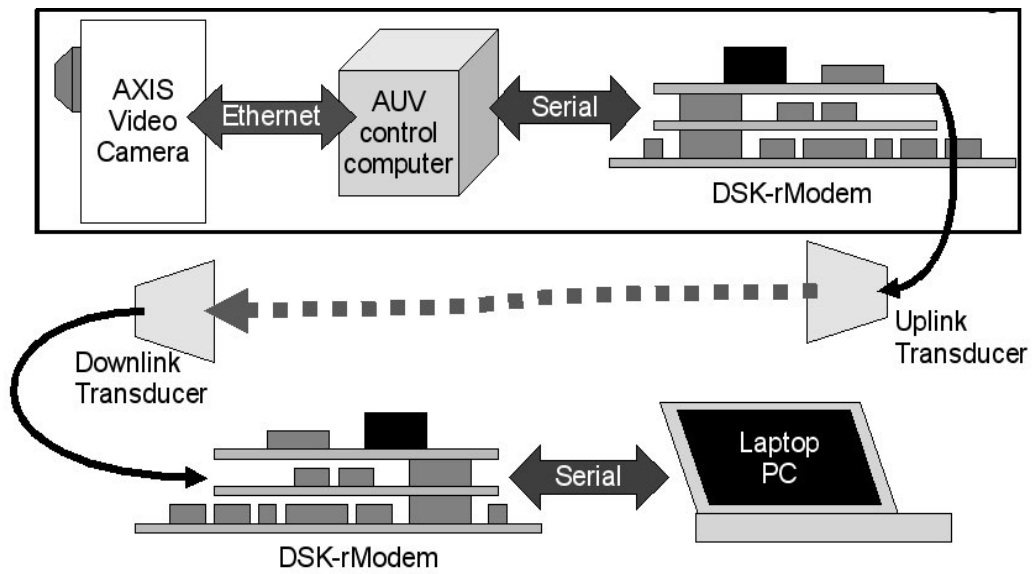 AXIS
Video
Camera
Ethernet
AUV
control
computer
Serial
DSK-rModem
Uplink
Transducer
Downlink
Transducer
Laptop
PC
Serial
DSK-rModem